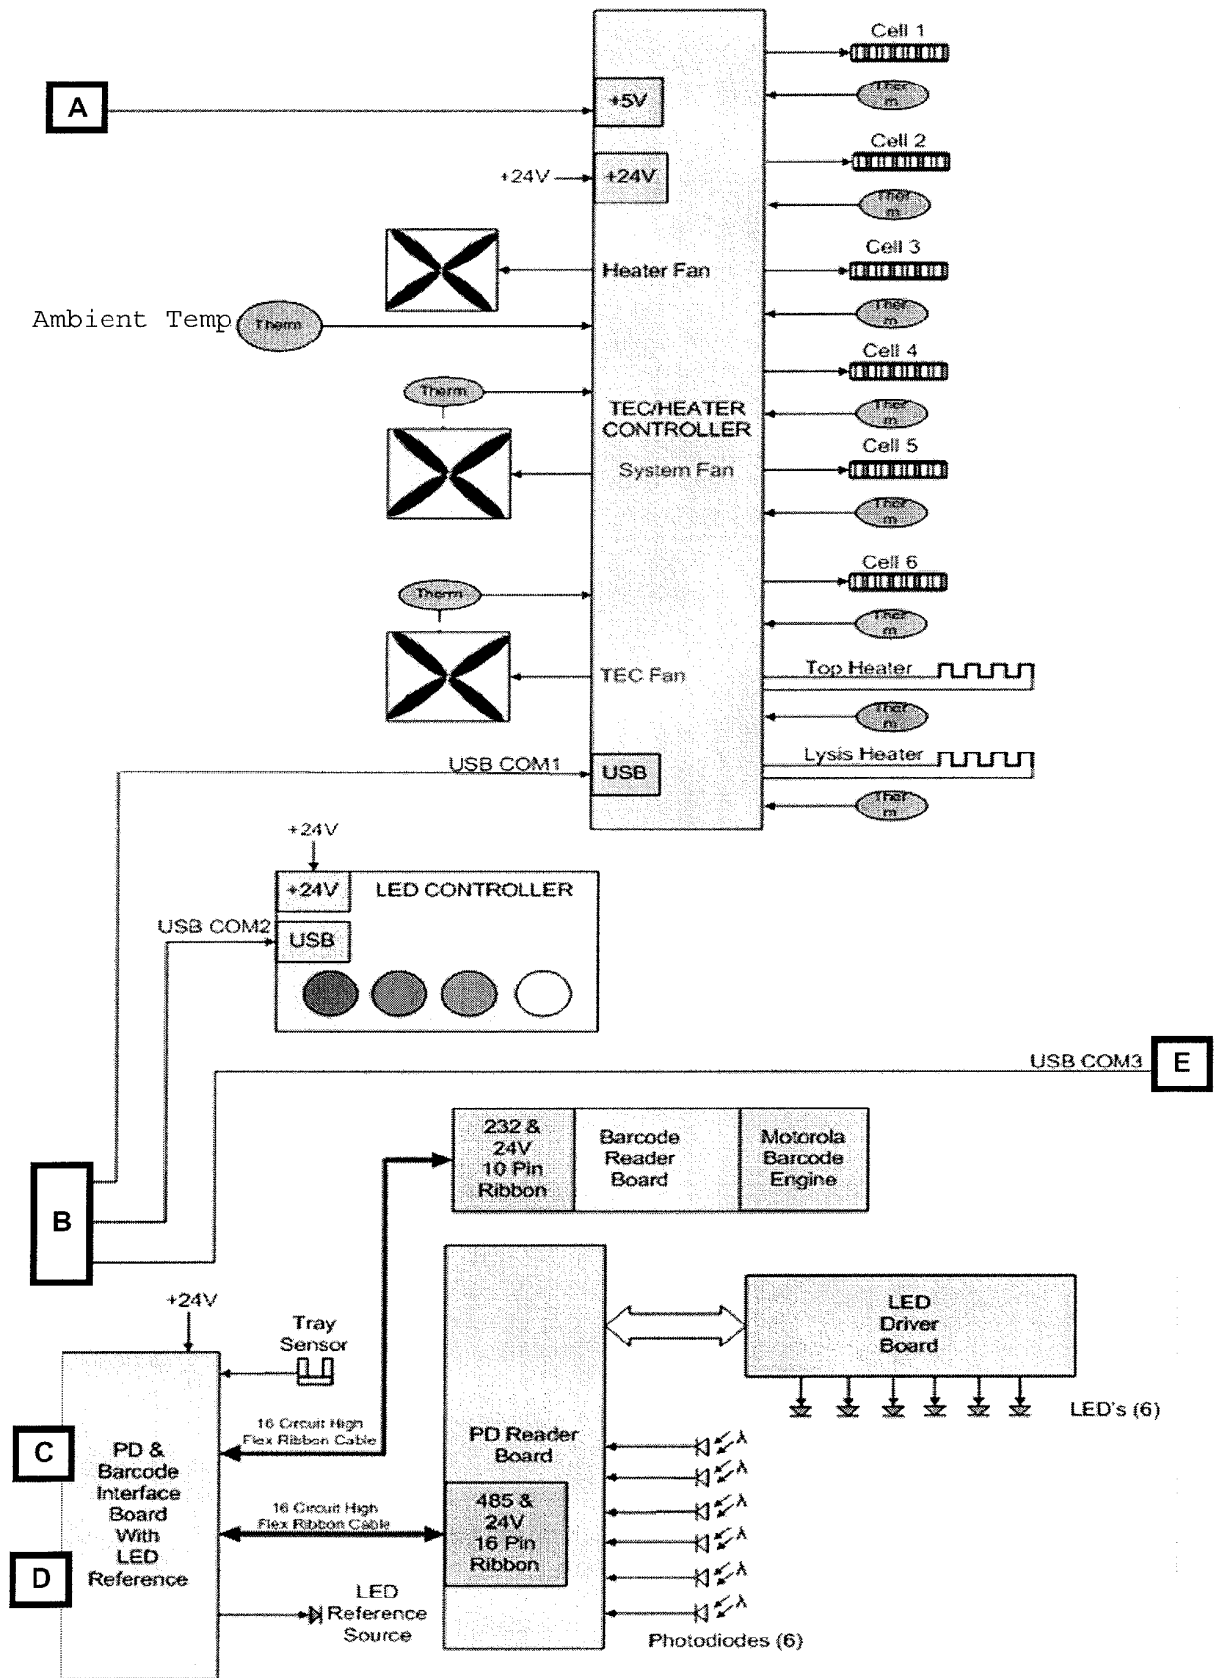 Cell 1
A
+5V
Ther
m
Cell 2
+24V
+24V
Ther
m
Cell 3
Heater Fan
Ambient Temp
Therm
Ther
m
Cell 4
Therm
TEC/HEATER
CONTROLLER
Ther
m
Cell 5
System Fan
Ther
m
Cell 6
Therm
Ther
m
TEC Fan
Top Heater
Ther
m
USB COM1
USB
Lysis Heater
Ther
m
+24V
+24V
LED CONTROLLER
USB COM2
USB
USB COM3
E
232 &
24V
10 Pin
Ribbon
Barcode
Reader
Board
Motorola
Barcode
Engine
B
+24V
Tray
Sensor
LED
Driver
Board
LED's (6)
16 Circuit High
Flex Ribbon Cable
C
PD &
Barcode
Interface
Board
With
LED
Reference
PD Reader
Board
λ
λ
λ
λ
λ
λ
16 Circuit High
Flex Ribbon Cable
485 &
24V
16 Pin
Ribbon
D
LED
Reference
Source
Photodiodes (6)